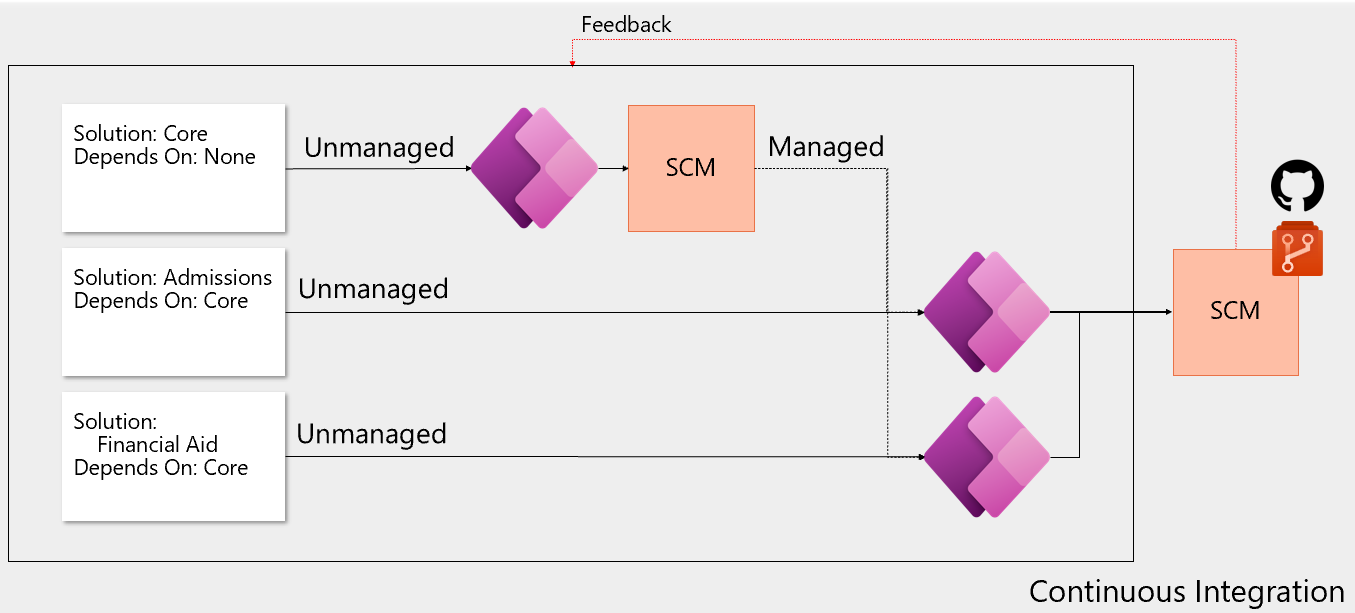 Feedback
Solution: Core
Depends On: None
Unmanaged
SCM
Managed
Solution: Admissions
Depends On: Core
Unmanaged
SCM
Solution:
Financial Aid
Depends On: Core
Unmanaged
Continuous Integration